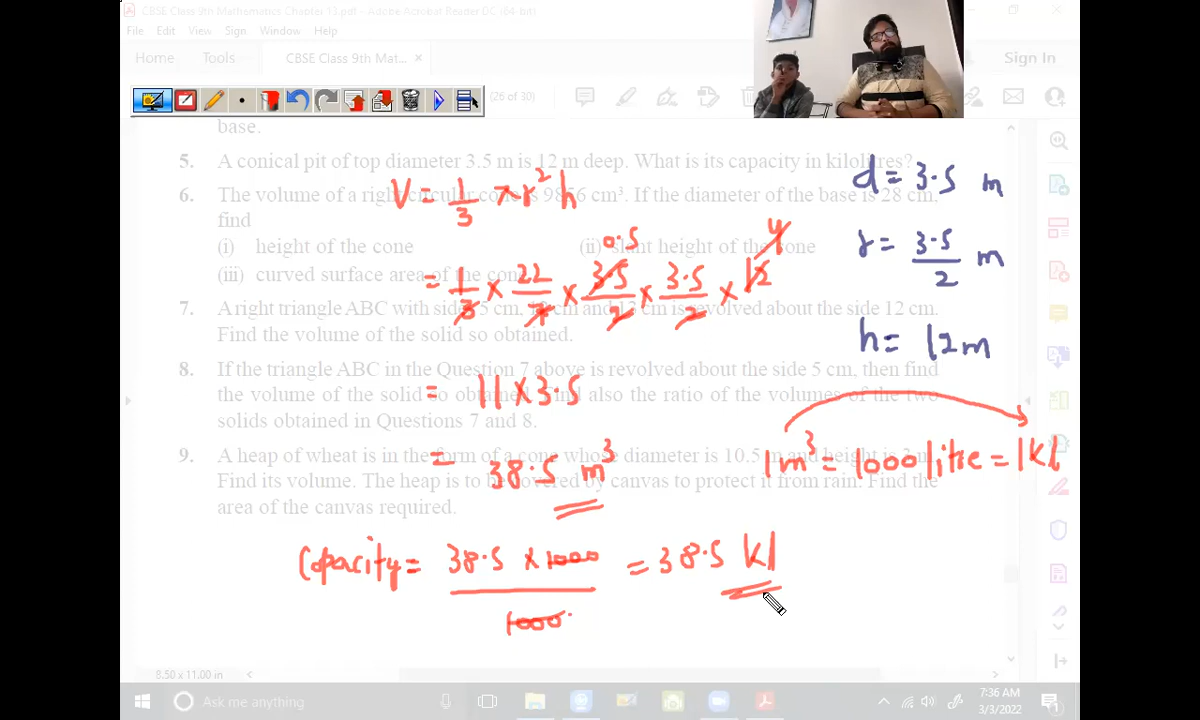 CBSE Class 9th Mathematics Chapter 13.pdf - Adobe Acrobat Reader DC (64-bit)
File Edit View Sign Window Help
Home Tools CBSE Class 9th Mat... × Sign In
(26 of 30)
base.
5. A conical pit of top diameter 3.5 m is 12 m deep. What is its capacity in kilolitres?
d = 3.5 m
V = 1/3 πr² h
6. The volume of a right circular cone is 9856 cm³. If the diameter of the base is 28 cm,
find
(i) height of the cone (ii) slant height of the cone
r = 3.5/2 m
(iii) curved surface area of the cone
0.5 4
= 1/3 × 22/7 × 3.5/2 × 3.5/2 × 12
7. A right triangle ABC with sides 5 cm, 12 cm and 13 cm is revolved about the side 12 cm.
Find the volume of the solid so obtained.
h = 12m
8. If the triangle ABC in the Question 7 above is revolved about the side 5 cm, then find
the volume of the solid so obtained. Find also the ratio of the volumes of the two
solids obtained in Questions 7 and 8.
= 11 × 3.5
9. A heap of wheat is in the form of a cone whose diameter is 10.5 m and height is 3 m.
Find its volume. The heap is to be covered by canvas to protect it from rain. Find the
area of the canvas required.
= 38.5 m³
1m³ = 1000 litre = 1kl
Capacity = 38.5 × 1000 / 1000 = 38.5 kl
8.50 x 11.00 in
Ask me anything
7:36 AM
3/3/2022
1